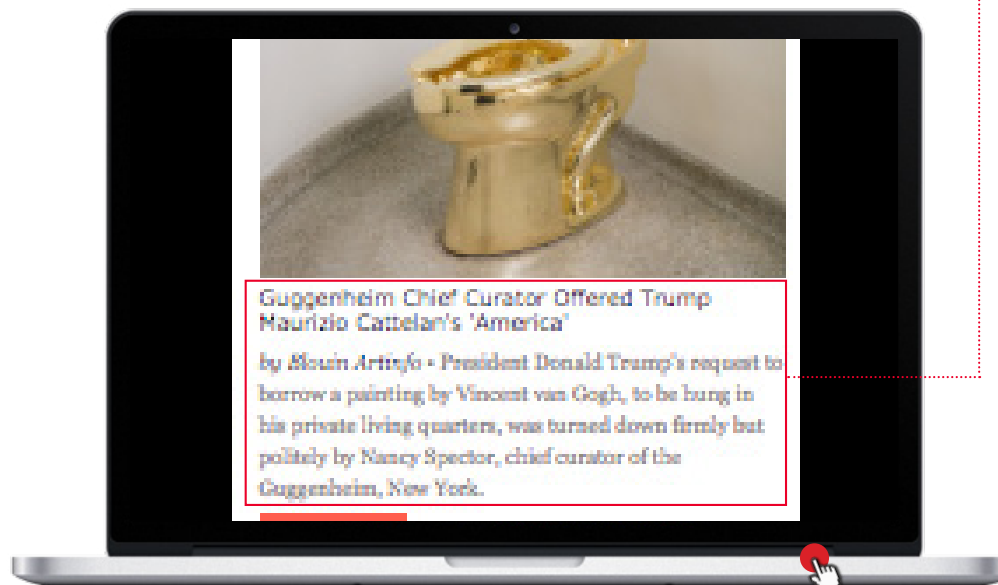 Guggenheim Chief Curator Offered Trump
Maurizio Cattelan's 'America'
by Blouin Artinfo • President Donald Trump's request to
borrow a painting by Vincent van Gogh, to be hung in
his private living quarters, was turned down firmly but
politely by Nancy Spector, chief curator of the
Guggenheim, New York.